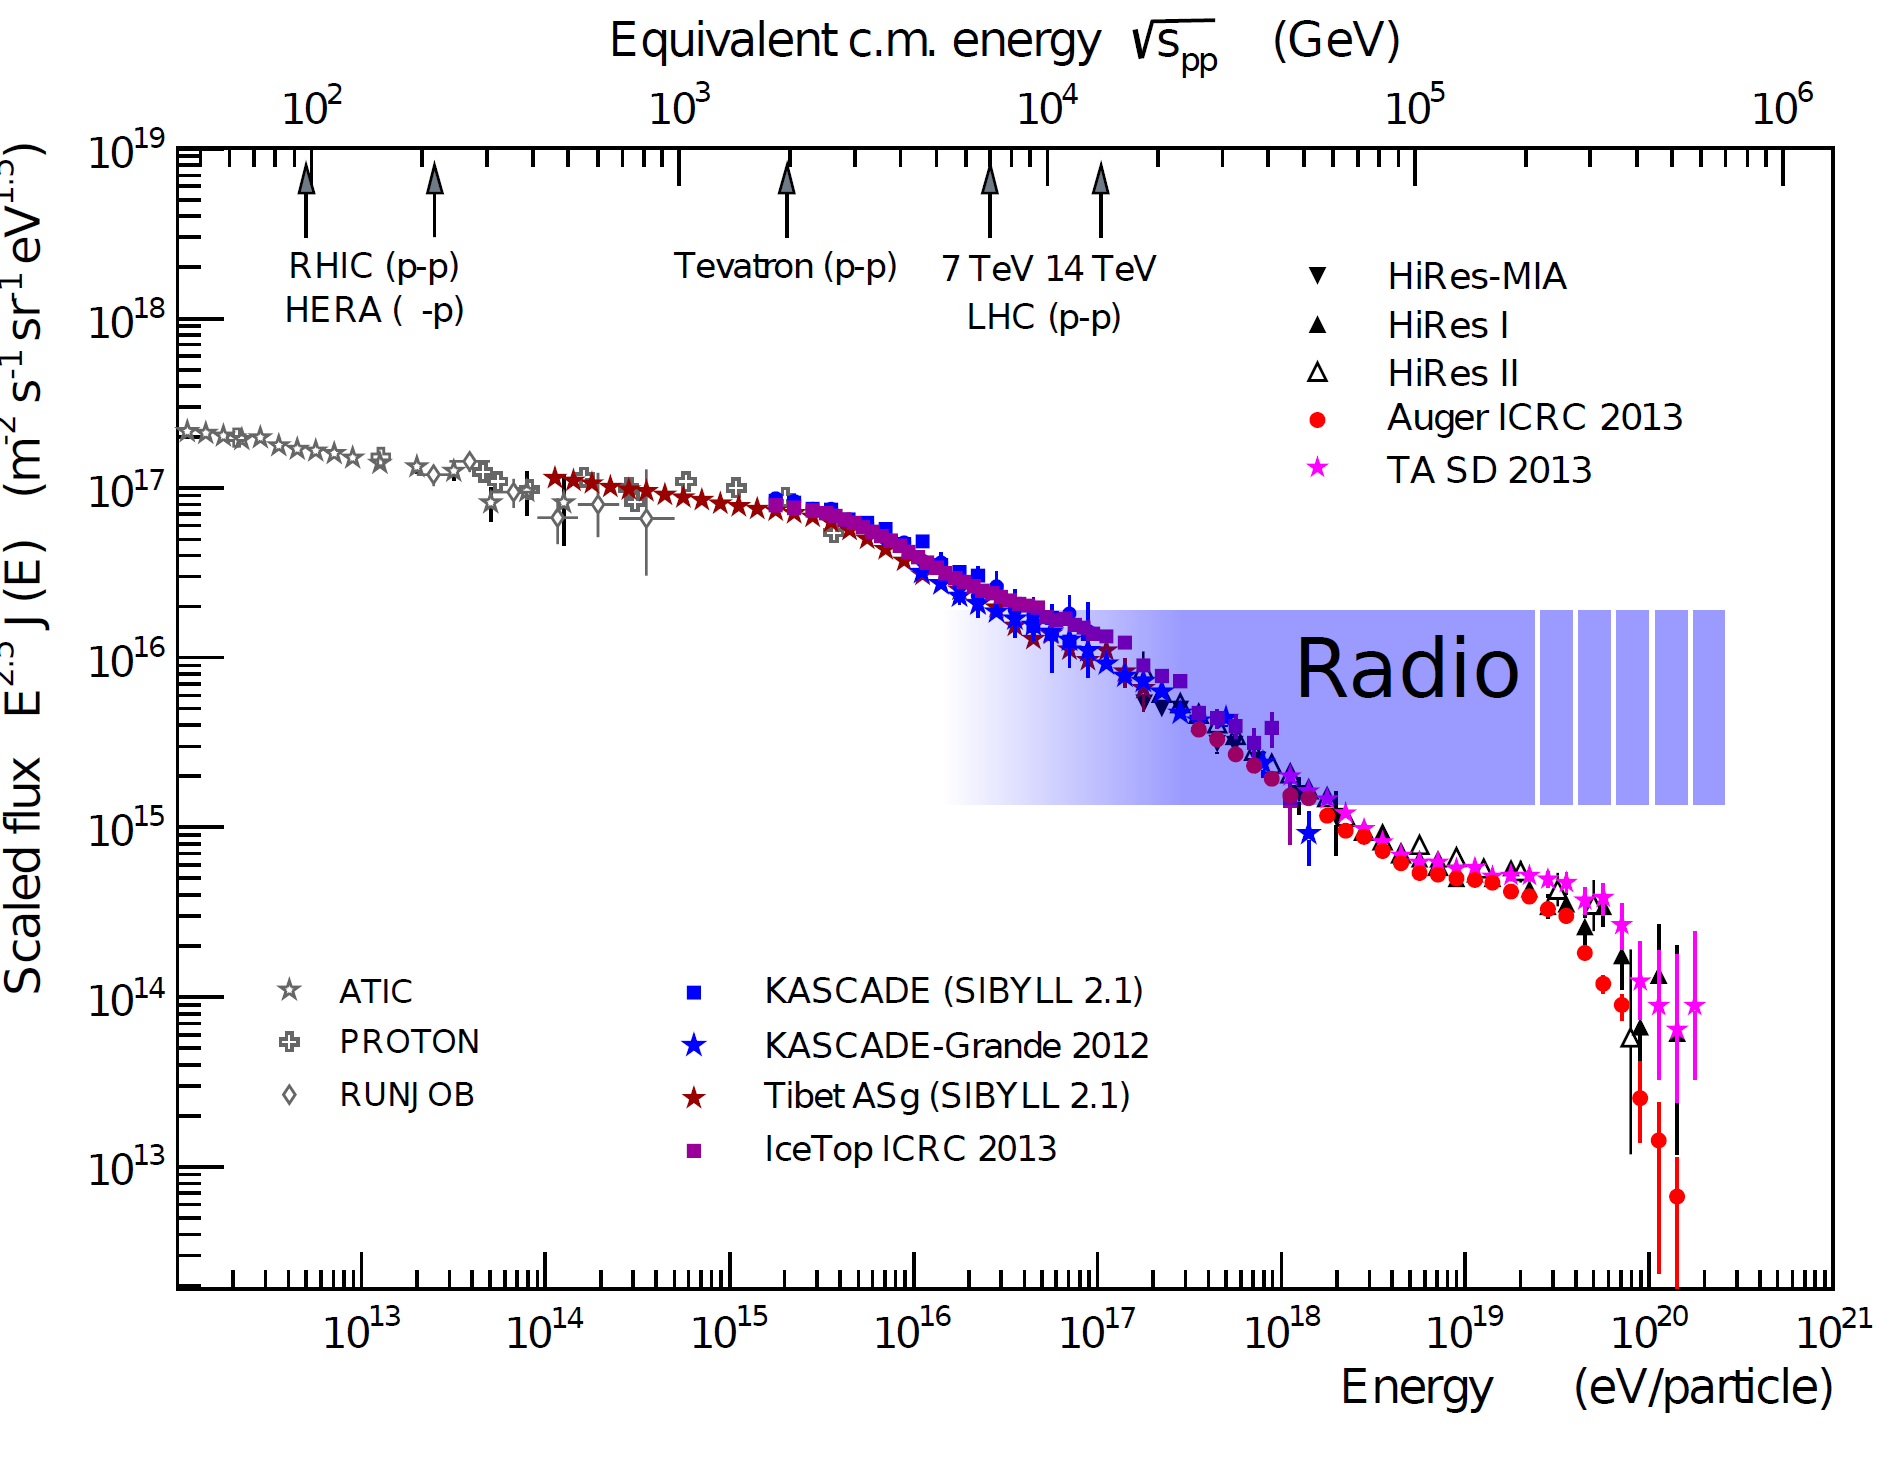 Equivalent c.m. energy √s_pp (GeV)
10^2 10^3 10^4 10^5 10^6
Scaled flux E^2.5 J (E) (m^-2 s^-1 sr^-1 eV^1.5)
10^19
10^18
10^17
10^16
10^15
10^14
10^13
RHIC (p-p)
HERA ( -p)
Tevatron (p-p)
7 TeV 14 TeV
LHC (p-p)
HiRes-MIA
HiRes I
HiRes II
Auger ICRC 2013
TA SD 2013
Radio
ATIC
PROTON
RUNJOB
KASCADE (SIBYLL 2.1)
KASCADE-Grande 2012
Tibet ASg (SIBYLL 2.1)
IceTop ICRC 2013
10^13 10^14 10^15 10^16 10^17 10^18 10^19 10^20 10^21
Energy (eV/particle)